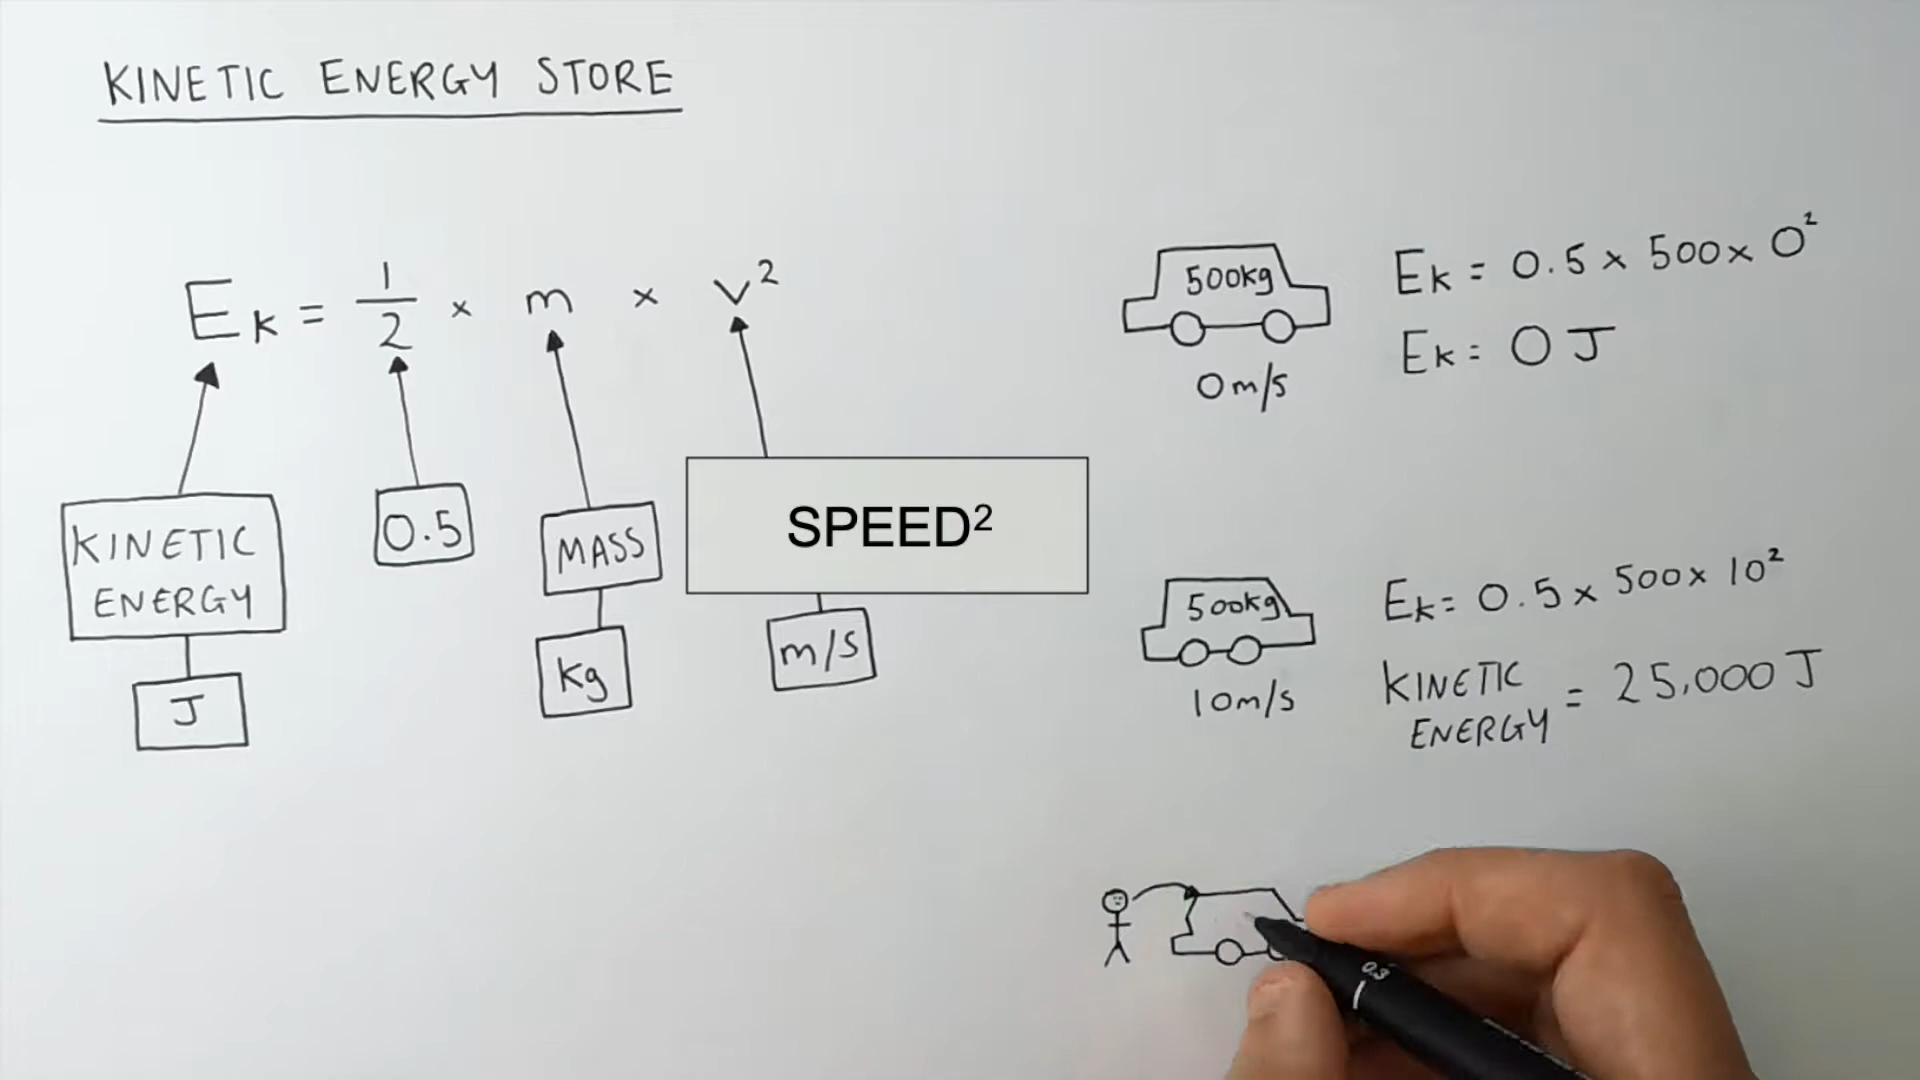 KINETIC ENERGY STORE
Eₖ = 1/2 × m × v²
KINETIC
ENERGY
J
0.5
MASS
kg
SPEED²
m/s
500kg
0m/s
Eₖ = 0.5 × 500 × 0²
Eₖ = 0 J
500kg
10m/s
Eₖ = 0.5 × 500 × 10²
KINETIC
ENERGY = 25,000 J
0.3